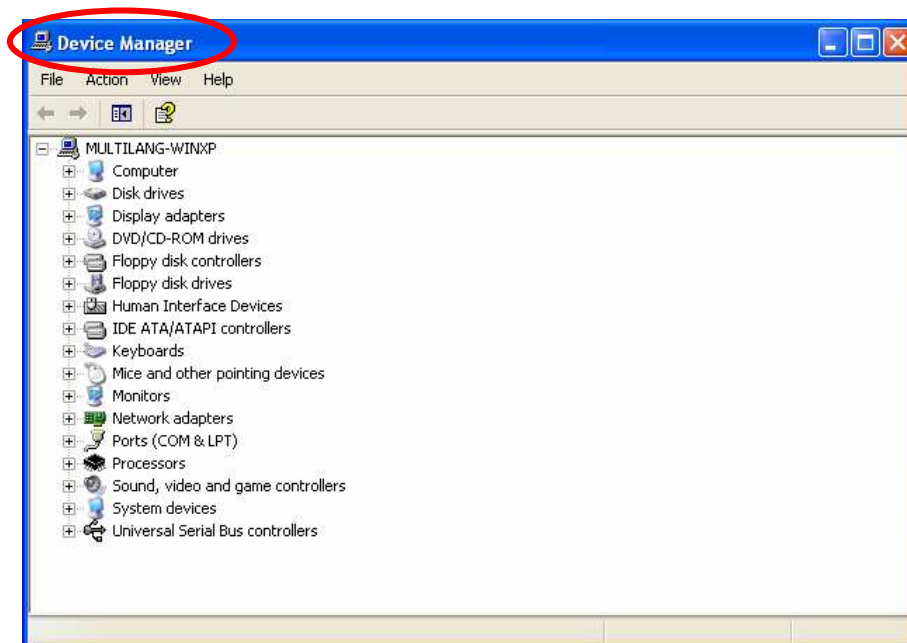 Device Manager
File Action View Help
MULTILANG-WINXP
Computer
Disk drives
Display adapters
DVD/CD-ROM drives
Floppy disk controllers
Floppy disk drives
Human Interface Devices
IDE ATA/ATAPI controllers
Keyboards
Mice and other pointing devices
Monitors
Network adapters
Ports (COM & LPT)
Processors
Sound, video and game controllers
System devices
Universal Serial Bus controllers